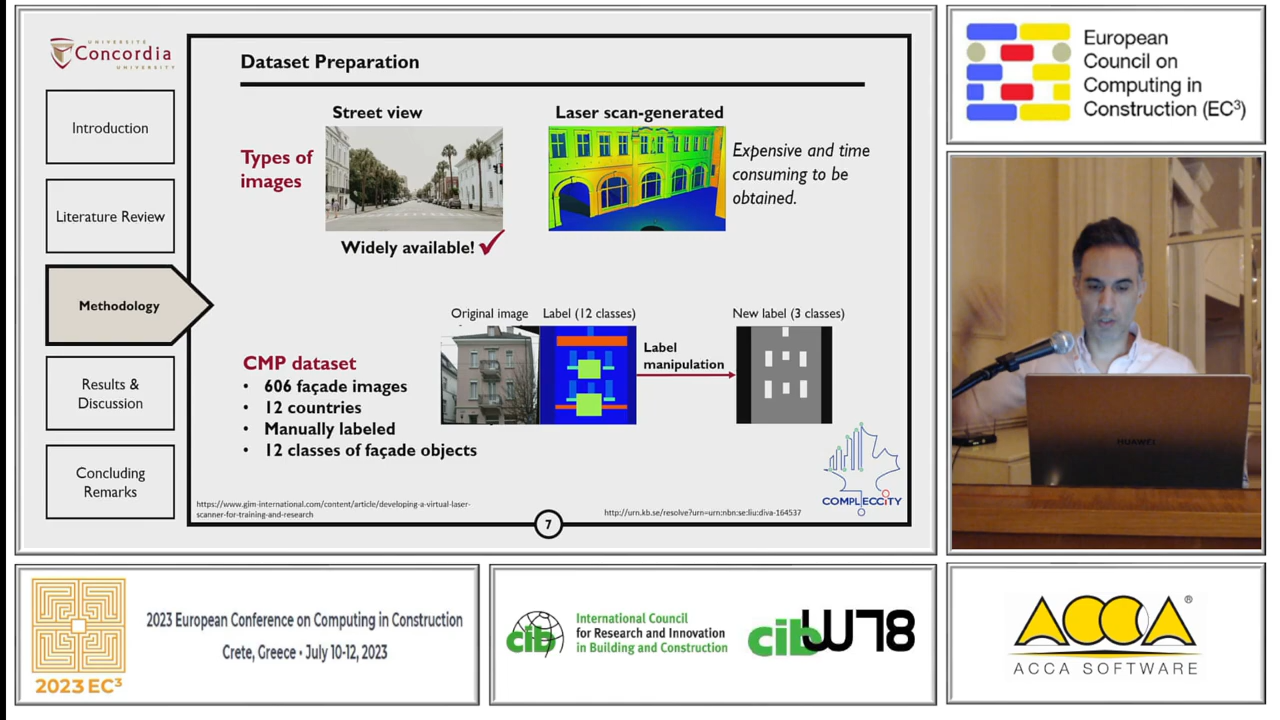 UNIVERSITÉ
Concordia
UNIVERSITY
Introduction
Literature Review
Methodology
Results &
Discussion
Concluding
Remarks
Dataset Preparation
Street view
Laser scan-generated
Types of
images
Expensive and time
consuming to be
obtained.
Widely available!
Original image
Label (12 classes)
New label (3 classes)
Label
manipulation
CMP dataset
• 606 façade images
• 12 countries
• Manually labeled
• 12 classes of façade objects
COMPLECCiTY
https://www.gim-international.com/content/article/developing-a-virtual-laser-
scanner-for-training-and-research
7
http://urn.kb.se/resolve?urn=urn:nbn:se:liu:diva-164537
European
Council on
Computing in
Construction (EC³)
HUAWEI
2023 EC³
2023 European Conference on Computing in Construction
Crete, Greece • July 10-12, 2023
cib
International Council
for Research and Innovation
in Building and Construction
cib W78
ACCA®
ACCA SOFTWARE